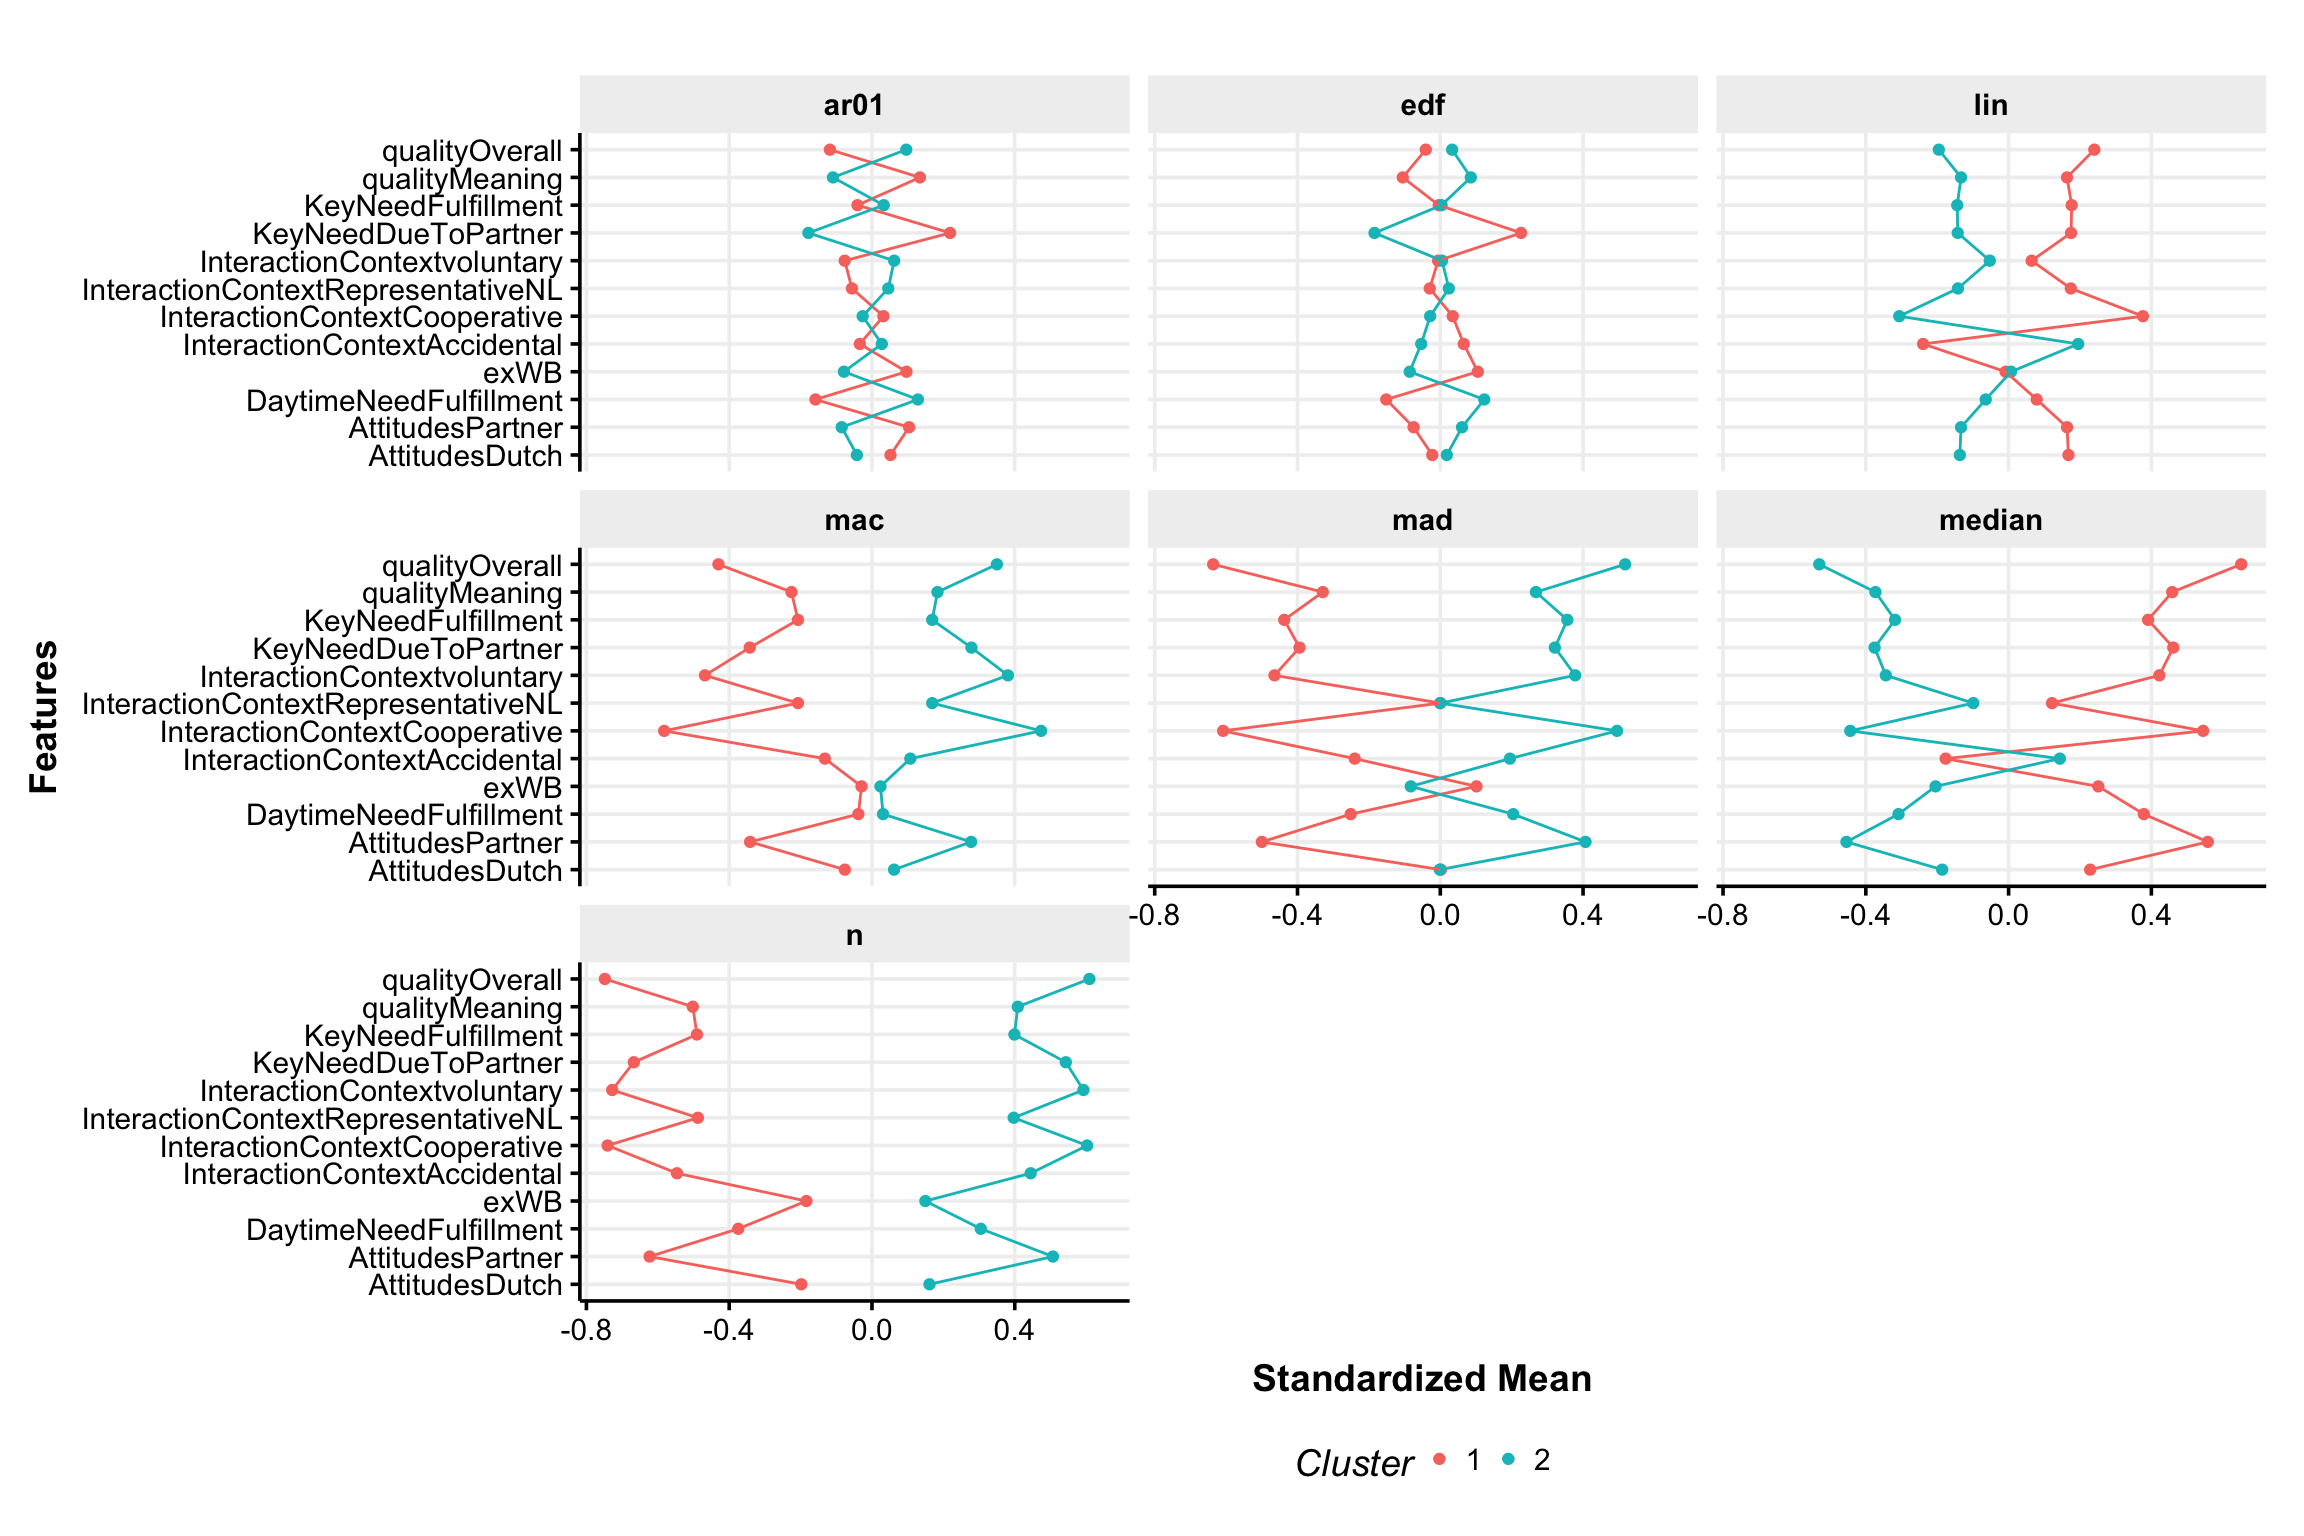 ar01
edf
lin
qualityOverall
qualityMeaning
KeyNeedFulfillment
KeyNeedDueToPartner
InteractionContextvoluntary
InteractionContextRepresentativeNL
InteractionContextCooperative
InteractionContextAccidental
exWB
DaytimeNeedFulfillment
AttitudesPartner
AttitudesDutch
mac
mad
median
qualityOverall
qualityMeaning
KeyNeedFulfillment
KeyNeedDueToPartner
InteractionContextvoluntary
InteractionContextRepresentativeNL
InteractionContextCooperative
InteractionContextAccidental
exWB
DaytimeNeedFulfillment
AttitudesPartner
AttitudesDutch
-0.8 -0.4 0.0 0.4
-0.8 -0.4 0.0 0.4
n
qualityOverall
qualityMeaning
KeyNeedFulfillment
KeyNeedDueToPartner
InteractionContextvoluntary
InteractionContextRepresentativeNL
InteractionContextCooperative
InteractionContextAccidental
exWB
DaytimeNeedFulfillment
AttitudesPartner
AttitudesDutch
-0.8 -0.4 0.0 0.4
Features
Standardized Mean
Cluster 1 2